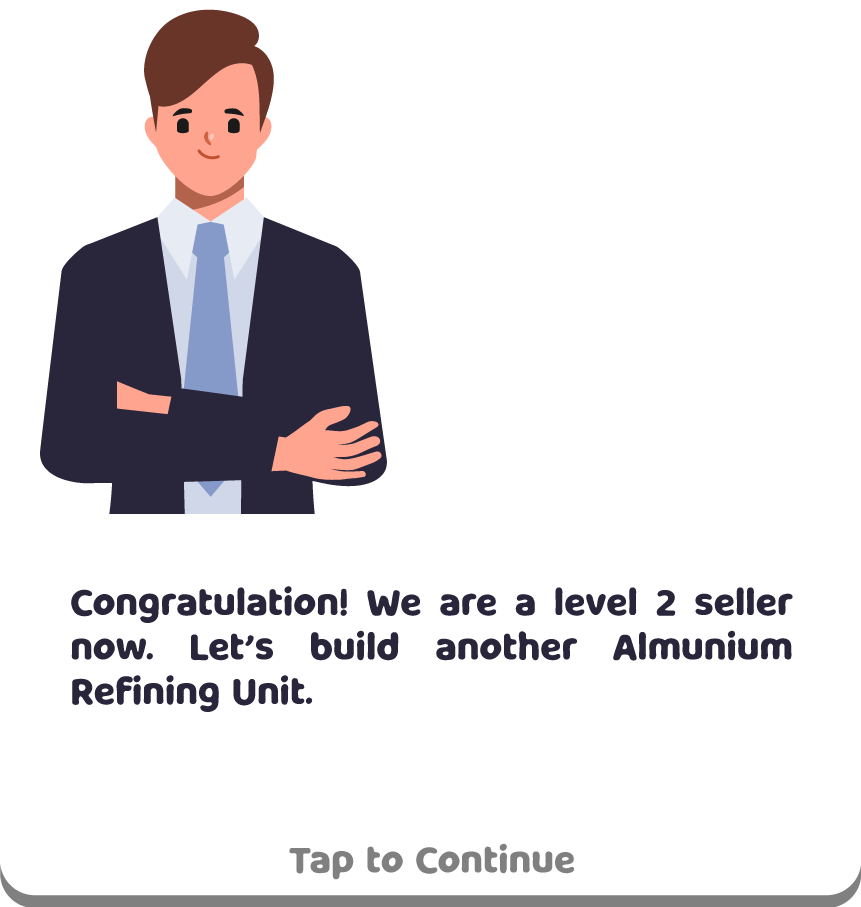 Congratulation! We are a level 2 seller
now. Let's build another Almunium
Refining Unit.
Tap to Continue